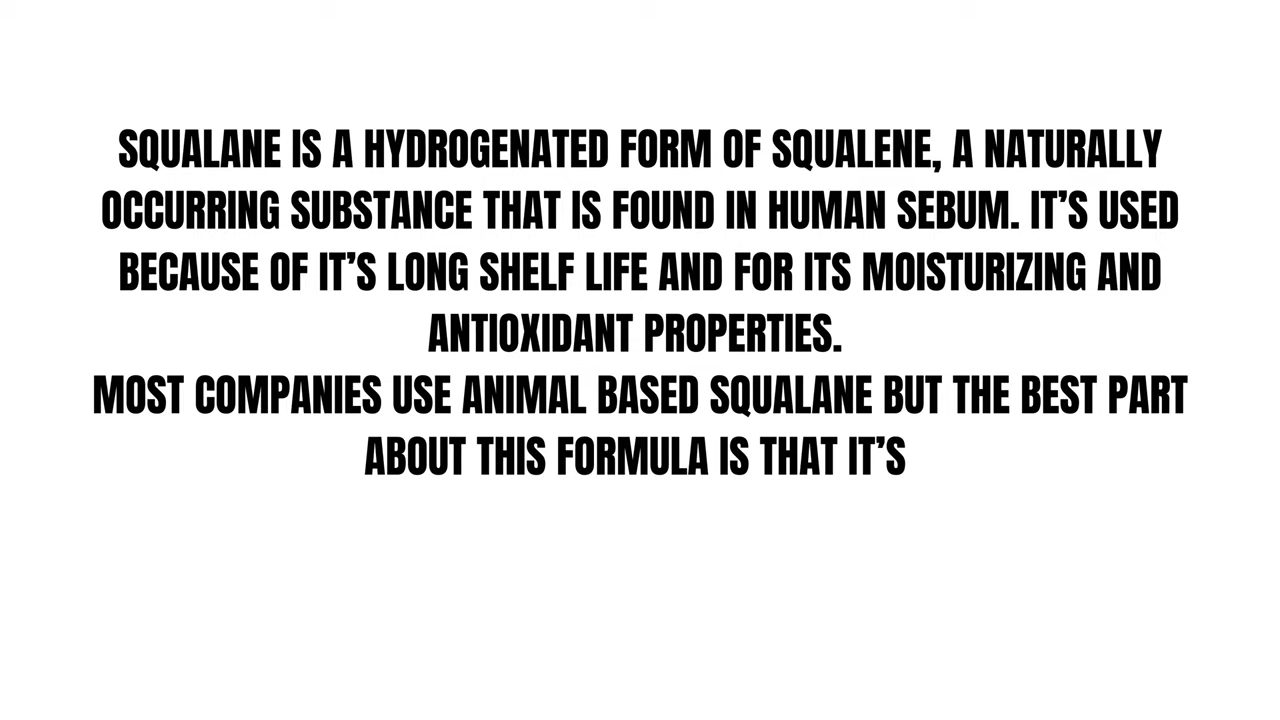 SQUALANE IS A HYDROGENATED FORM OF SQUALENE, A NATURALLY
OCCURRING SUBSTANCE THAT IS FOUND IN HUMAN SEBUM. IT’S USED
BECAUSE OF IT’S LONG SHELF LIFE AND FOR ITS MOISTURIZING AND
ANTIOXIDANT PROPERTIES.
MOST COMPANIES USE ANIMAL BASED SQUALANE BUT THE BEST PART
ABOUT THIS FORMULA IS THAT IT’S